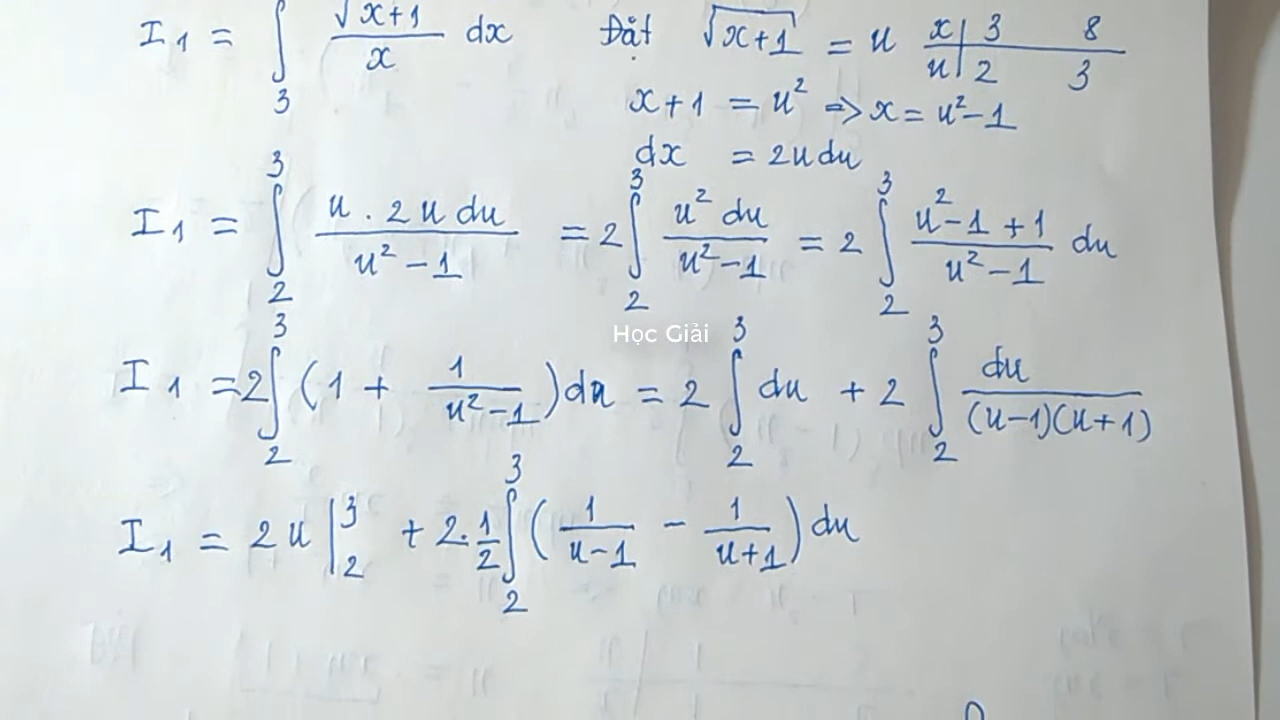 I₁ = ∫₃ √(x+1)/x dx Đặt √(x+1) = u x | 3 8
u | 2 3
x+1 = u² => x = u²-1
dx = 2u du
I₁ = ∫₂³ (u . 2u du)/(u²-1) = 2 ∫₂³ (u² du)/(u²-1) = 2 ∫₂³ (u²-1+1)/(u²-1) du
Học Giải
I₁ = 2∫₂³ (1 + 1/(u²-1)) du = 2 ∫₂³ du + 2 ∫₂³ du/((u-1)(u+1))
I₁ = 2u |₂³ + 2. 1/2 ∫₂³ (1/(u-1) - 1/(u+1)) du